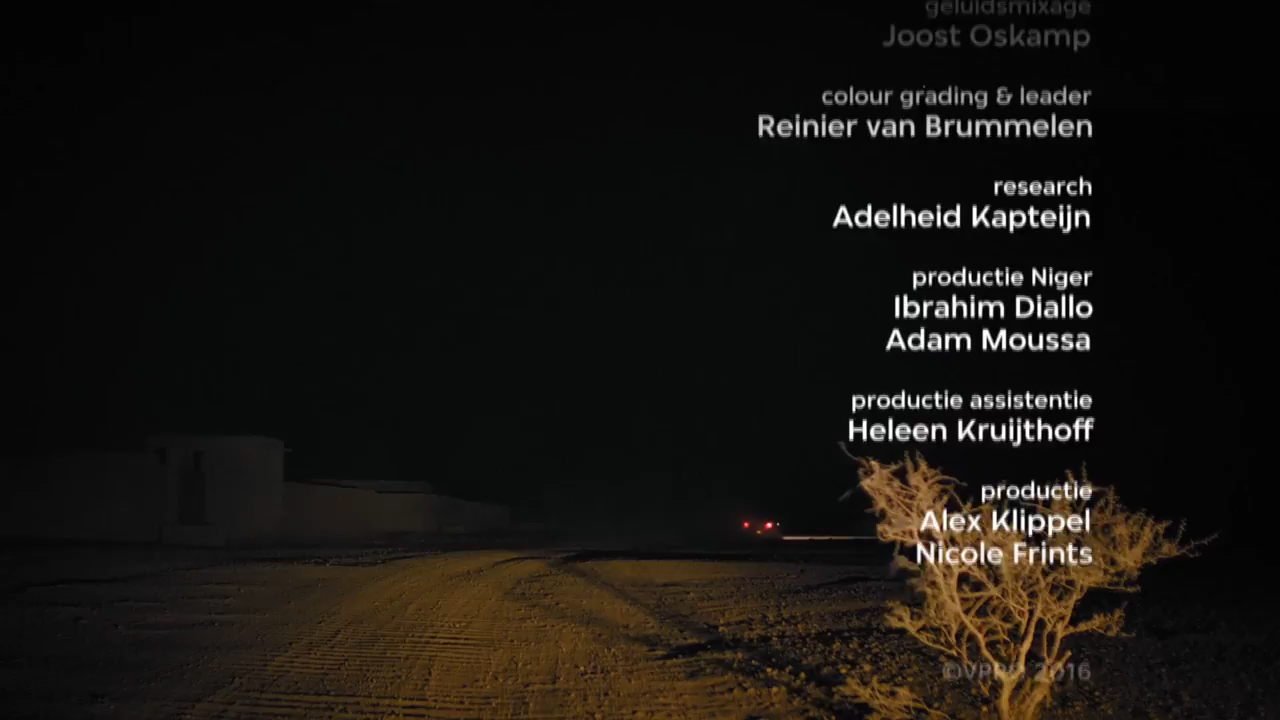 geluidsmixage
Joost Oskamp
colour grading & leader
Reinier van Brummelen
research
Adelheid Kapteijn
productie Niger
Ibrahim Diallo
Adam Moussa
productie assistentie
Heleen Kruijthoff
productie
Alex Klippel
Nicole Frints
©VPRO 2016